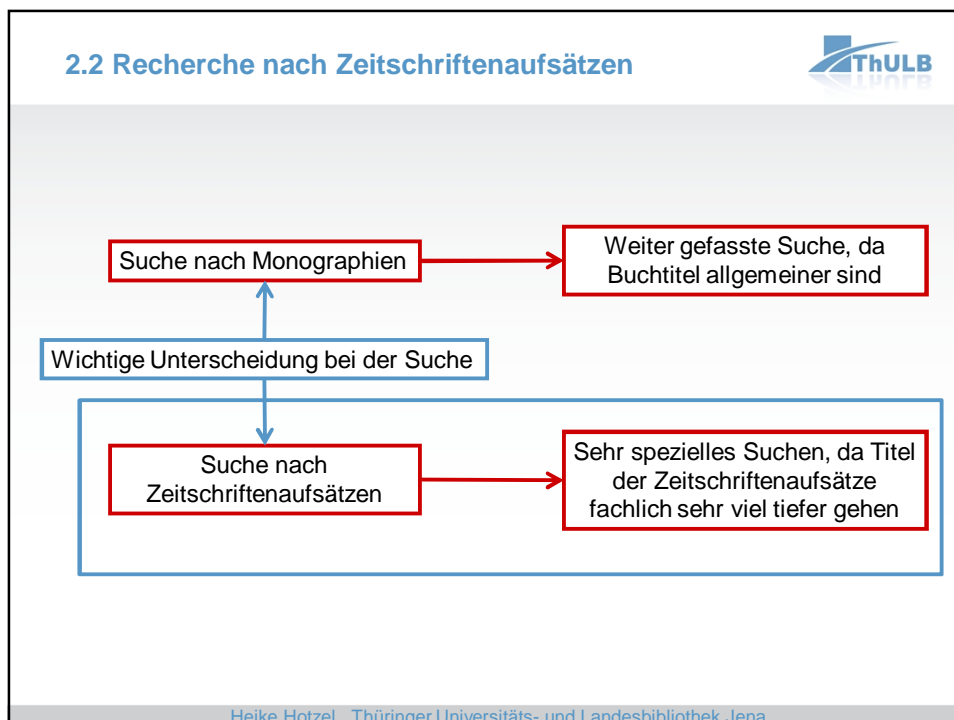 2.2 Recherche nach Zeitschriftenaufsätzen
ThULB
Suche nach Monographien
Weiter gefasste Suche, da
Buchtitel allgemeiner sind
Wichtige Unterscheidung bei der Suche
Suche nach
Zeitschriftenaufsätzen
Sehr spezielles Suchen, da Titel
der Zeitschriftenaufsätze
fachlich sehr viel tiefer gehen
Heike Hotzel, Thüringer Universitäts- und Landesbibliothek Jena